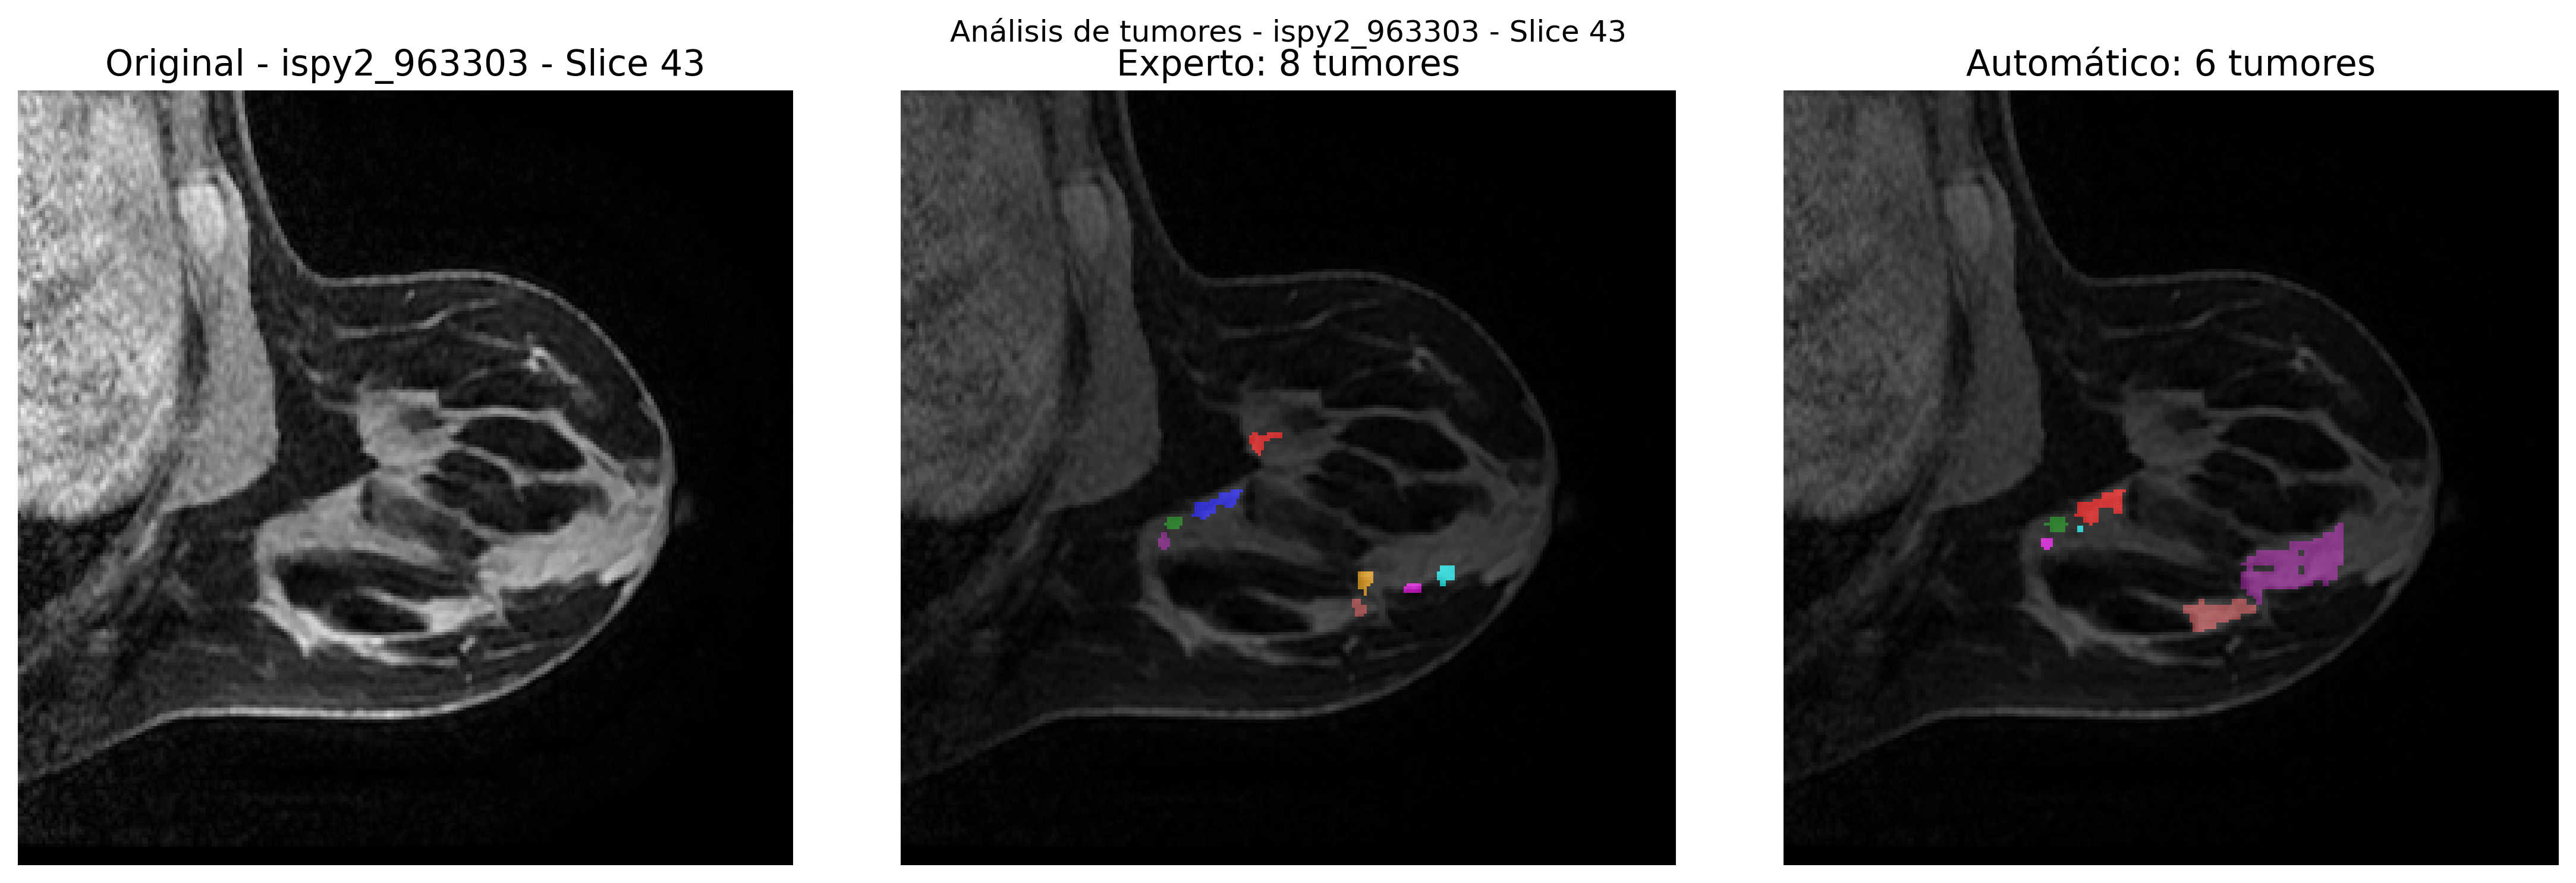 Análisis de tumores - ispy2_963303 - Slice 43
Original - ispy2_963303 - Slice 43
Experto: 8 tumores
Automático: 6 tumores